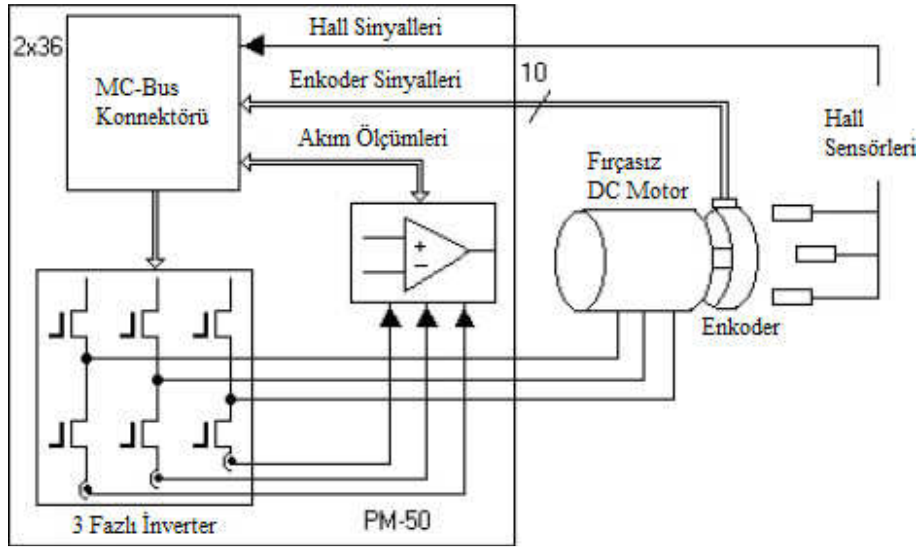 Hall Sinyalleri
2x36
MC-Bus
Konnektörü
Enkoder Sinyalleri
10
Akım Ölçümleri
Hall
Sensörleri
Fırçasız
DC Motor
+
−
Enkoder
3 Fazlı İnverter
PM-50